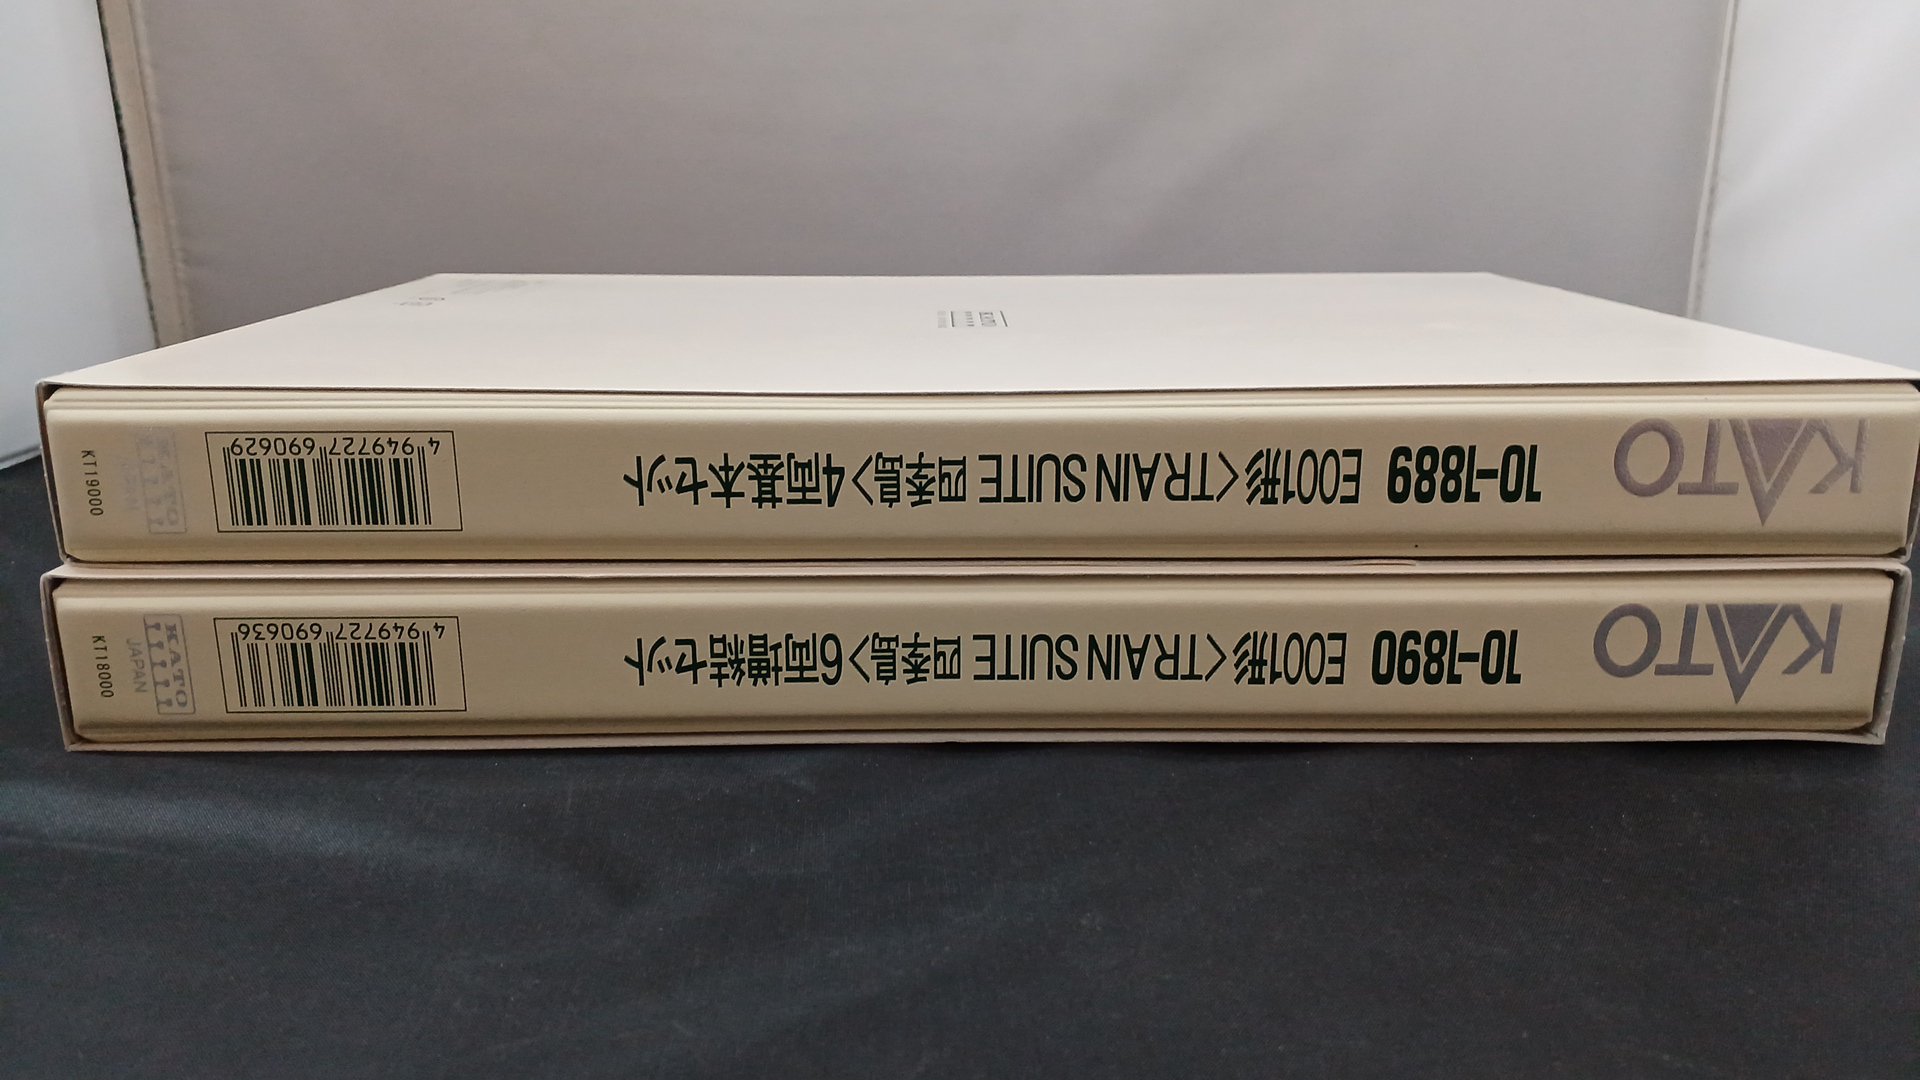 KATO
10-1889 E001形〈TRAIN SUITE 四季島〉4両基本セット
4 949727 690629
KATO
JAPAN
KT19000
KATO
10-1890 E001形〈TRAIN SUITE 四季島〉6両増結セット
4 949727 690636
KATO
JAPAN
KT18000
KATO